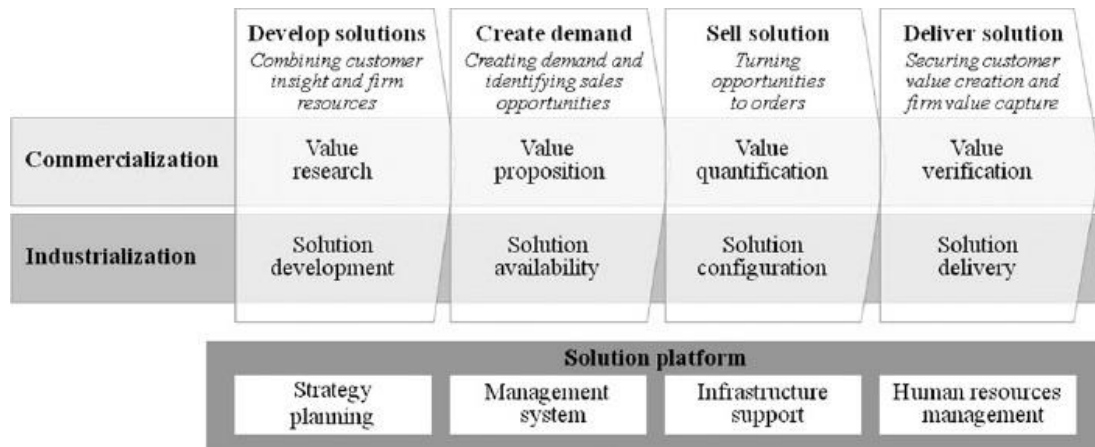 Develop solutions
Combining customer
insight and firm
resources
Create demand
Creating demand and
identifying sales
opportunities
Sell solution
Turning
opportunities
to orders
Deliver solution
Securing customer
value creation and
firm value capture
Commercialization
Value
research
Value
proposition
Value
quantification
Value
verification
Industrialization
Solution
development
Solution
availability
Solution
configuration
Solution
delivery
Solution platform
Strategy
planning
Management
system
Infrastructure
support
Human resources
management